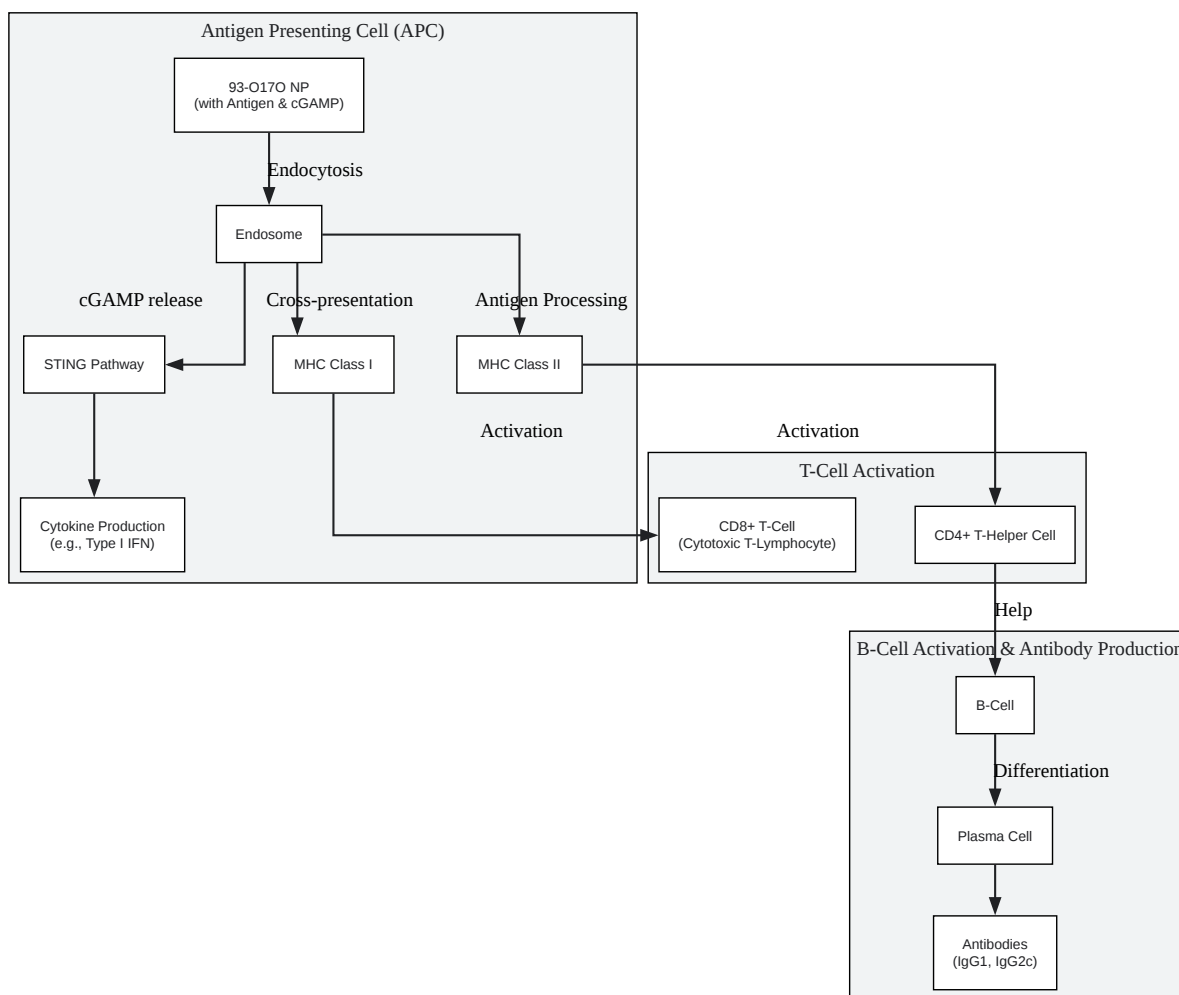 Antigen Presenting Cell (APC)
93-O17O NP
(with Antigen & cGAMP)
Endocytosis
Endosome
cGAMP release
Cross-presentation
Antigen Processing
STING Pathway
MHC Class I
MHC Class II
Activation
Activation
T-Cell Activation
Cytokine Production
(e.g., Type I IFN)
CD8+ T-Cell
(Cytotoxic T-Lymphocyte)
CD4+ T-Helper Cell
Help
B-Cell Activation & Antibody Production
B-Cell
Differentiation
Plasma Cell
Antibodies
(IgG1, IgG2c)